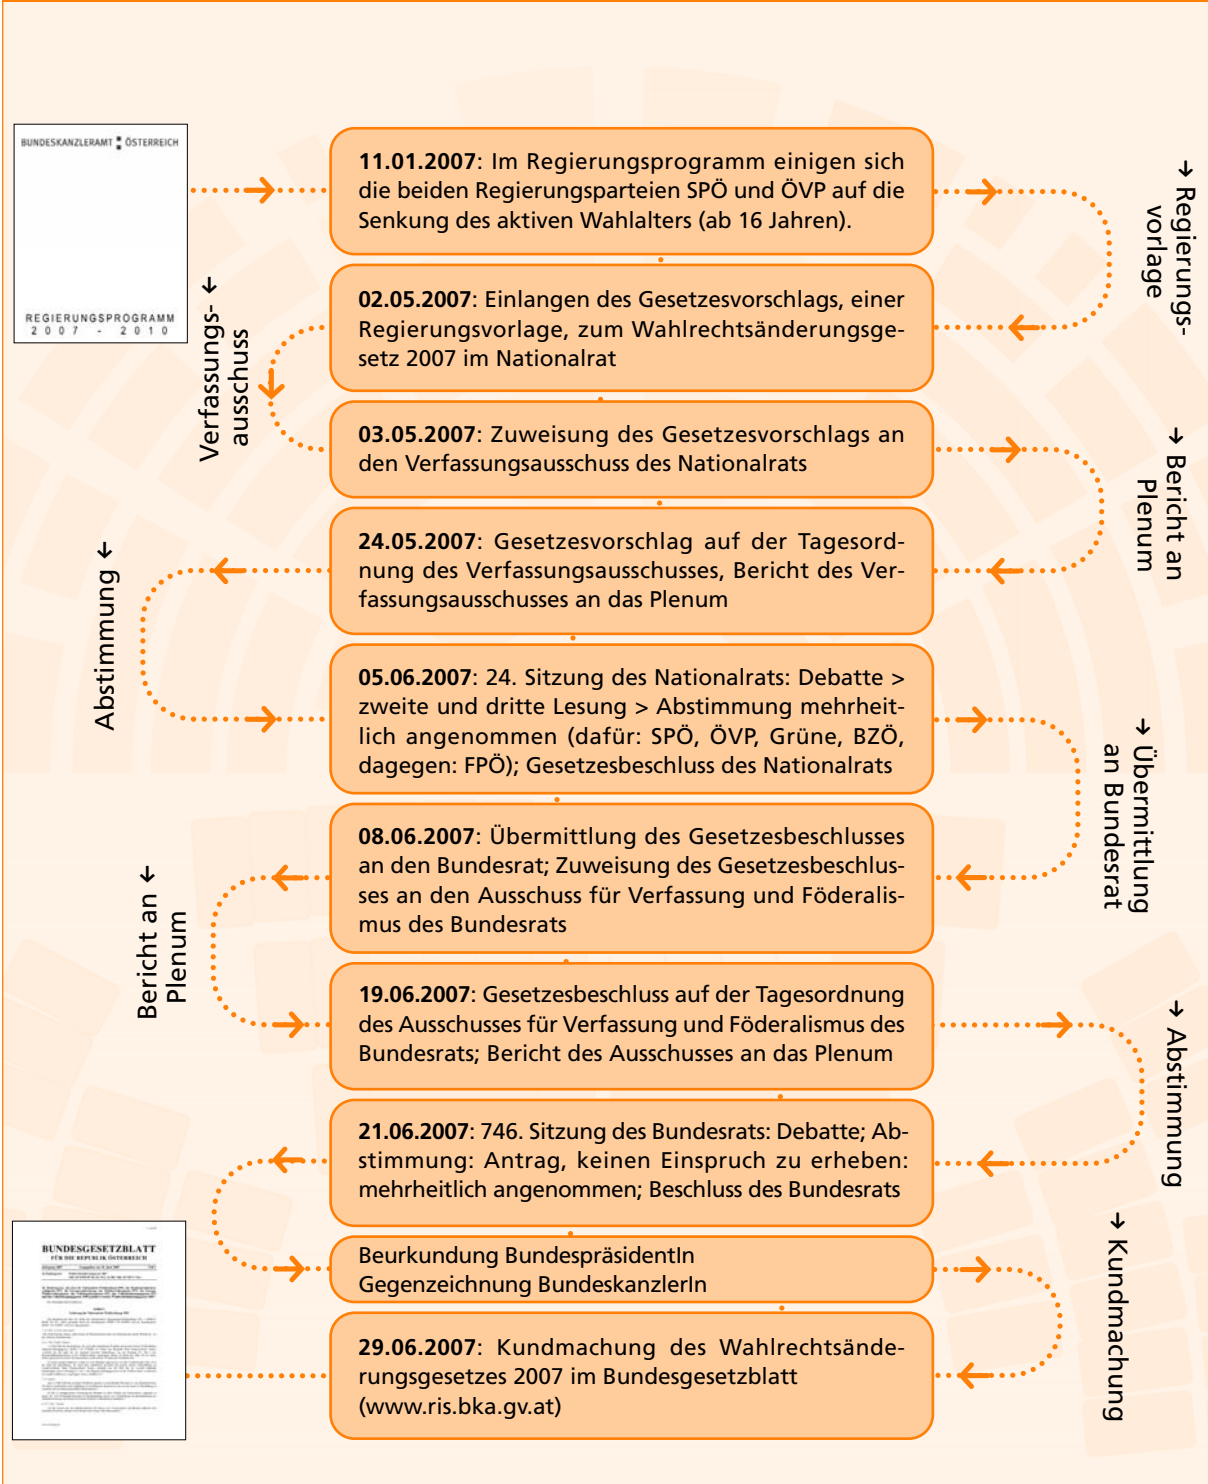 BUNDESKANZLERAMT ÖSTERREICH
REGIERUNGSPROGRAMM
2007 - 2010
11.01.2007: Im Regierungsprogramm einigen sich
die beiden Regierungsparteien SPÖ und ÖVP auf die
Senkung des aktiven Wahlalters (ab 16 Jahren).
→ Regierungs-
vorlage
02.05.2007: Einlangen des Gesetzesvorschlags, einer
Regierungsvorlage, zum Wahlrechtsänderungsge-
setz 2007 im Nationalrat
Verfassungs- ←
ausschuss
03.05.2007: Zuweisung des Gesetzesvorschlags an
den Verfassungsausschuss des Nationalrats
→ Bericht an
Plenum
24.05.2007: Gesetzesvorschlag auf der Tagesord-
nung des Verfassungsausschusses, Bericht des Ver-
fassungsausschusses an das Plenum
Abstimmung ←
05.06.2007: 24. Sitzung des Nationalrats: Debatte >
zweite und dritte Lesung > Abstimmung mehrheit-
lich angenommen (dafür: SPÖ, ÖVP, Grüne, BZÖ,
dagegen: FPÖ); Gesetzesbeschluss des Nationalrats
→ Übermittlung
an Bundesrat
08.06.2007: Übermittlung des Gesetzesbeschlusses
an den Bundesrat; Zuweisung des Gesetzesbeschlus-
ses an den Ausschuss für Verfassung und Föderalis-
mus des Bundesrats
Bericht an ←
Plenum
19.06.2007: Gesetzesbeschluss auf der Tagesordnung
des Ausschusses für Verfassung und Föderalismus des
Bundesrats; Bericht des Ausschusses an das Plenum
→ Abstimmung
21.06.2007: 746. Sitzung des Bundesrats: Debatte; Ab-
stimmung: Antrag, keinen Einspruch zu erheben:
mehrheitlich angenommen; Beschluss des Bundesrats
Beurkundung BundespräsidentIn
Gegenzeichnung BundeskanzlerIn
→ Kundmachung
29.06.2007: Kundmachung des Wahlrechtsände-
rungsgesetzes 2007 im Bundesgesetzblatt
(www.ris.bka.gv.at)
BUNDESGESETZBLATT
FÜR DIE REPUBLIK ÖSTERREICH